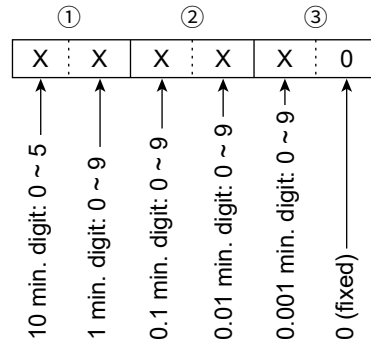 ① ② ③
X X X X X 0
10 min. digit: 0 ~ 5
1 min. digit: 0 ~ 9
0.1 min. digit: 0 ~ 9
0.01 min. digit: 0 ~ 9
0.001 min. digit: 0 ~ 9
0 (fixed)